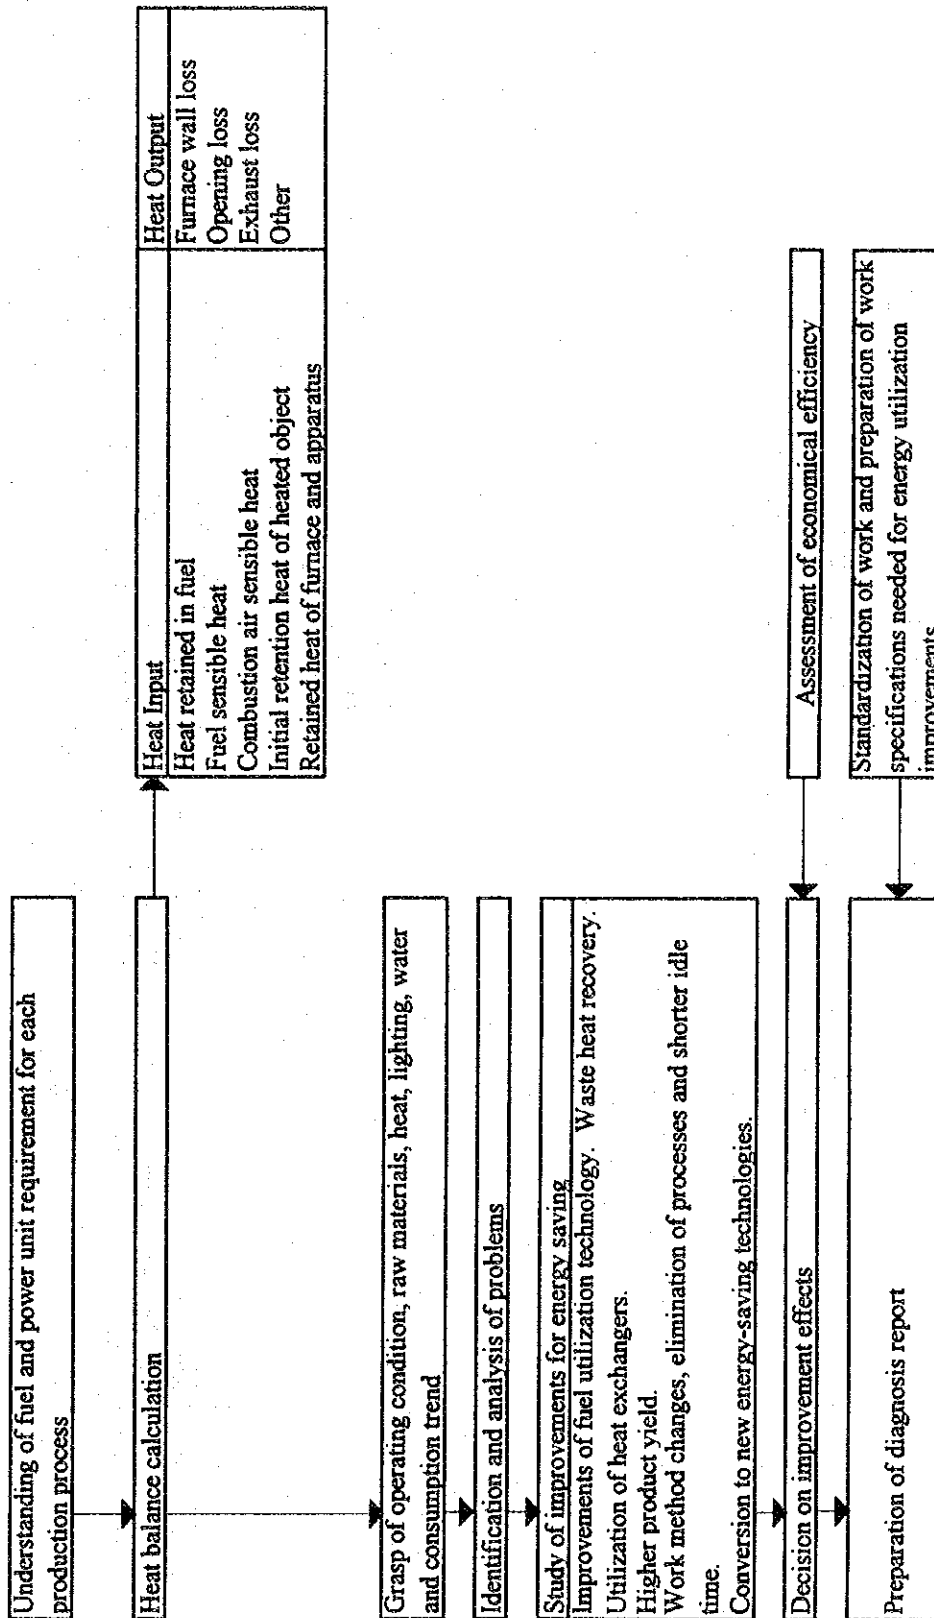 Understanding of fuel and power unit requirement for each
production process
Heat balance calculation
Heat Input
Heat retained in fuel
Fuel sensible heat
Combustion air sensible heat
Initial retention heat of heated object
Retained heat of furnace and apparatus
Heat Output
Furnace wall loss
Opening loss
Exhaust loss
Other
Grasp of operating condition, raw materials, heat, lighting, water
and consumption trend
Identification and analysis of problems
Study of improvements for energy saving
Improvements of fuel utilization technology. Waste heat recovery.
Utilization of heat exchangers.
Higher product yield.
Work method changes, elimination of processes and shorter idle
time.
Conversion to new energy-saving technologies.
Decision on improvement effects
Assessment of economical efficiency
Preparation of diagnosis report
Standardization of work and preparation of work
specifications needed for energy utilization
improvements